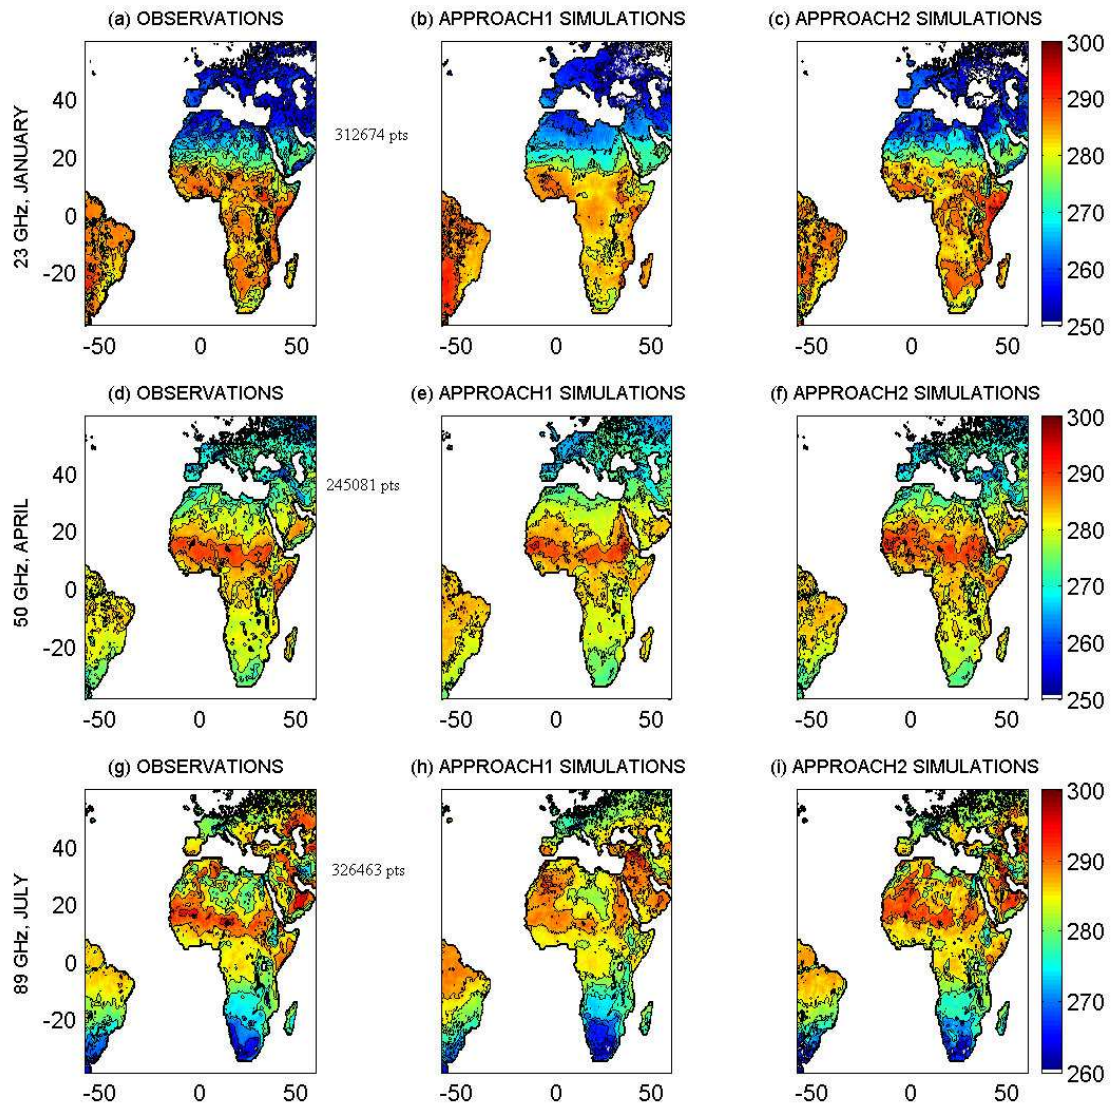 (a) OBSERVATIONS (b) APPROACH1 SIMULATIONS (c) APPROACH2 SIMULATIONS
23 GHz, JANUARY
40
20
0
-20
312674 pts
300
290
280
270
260
250
-50 0 50 -50 0 50 -50 0 50
(d) OBSERVATIONS (e) APPROACH1 SIMULATIONS (f) APPROACH2 SIMULATIONS
50 GHz, APRIL
40
20
0
-20
245081 pts
300
290
280
270
260
250
-50 0 50 -50 0 50 -50 0 50
(g) OBSERVATIONS (h) APPROACH1 SIMULATIONS (i) APPROACH2 SIMULATIONS
89 GHz, JULY
40
20
0
-20
326463 pts
300
290
280
270
260
-50 0 50 -50 0 50 -50 0 50